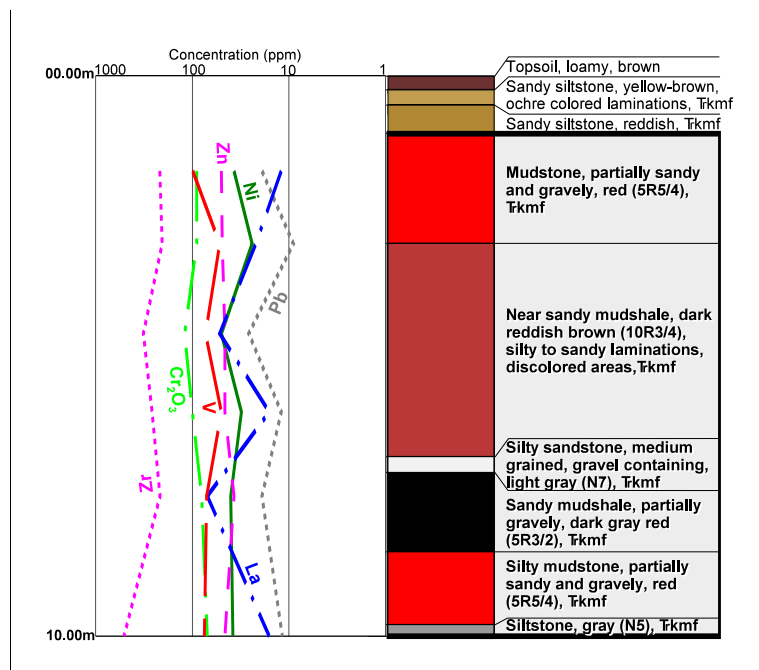 Concentration (ppm)
00.00m
1000
100
10
1
Topsoil, loamy, brown
Sandy siltstone, yellow-brown,
ochre colored laminations, Trkmf
Sandy siltstone, reddish, Trkmf
Zn
Ni
Mudstone, partially sandy
and gravely, red (5R5/4),
Trkmf
Pb
Near sandy mudshale, dark
reddish brown (10R3/4),
silty to sandy laminations,
discolored areas,Trkmf
Cr2O3
V
Zr
Silty sandstone, medium
grained, gravel containing,
light gray (N7), Trkmf
Sandy mudshale, partially
gravely, dark gray red
(5R3/2), Trkmf
La
Silty mudstone, partially
sandy and gravely, red
(5R5/4), Trkmf
Siltstone, gray (N5), Trkmf
10.00m